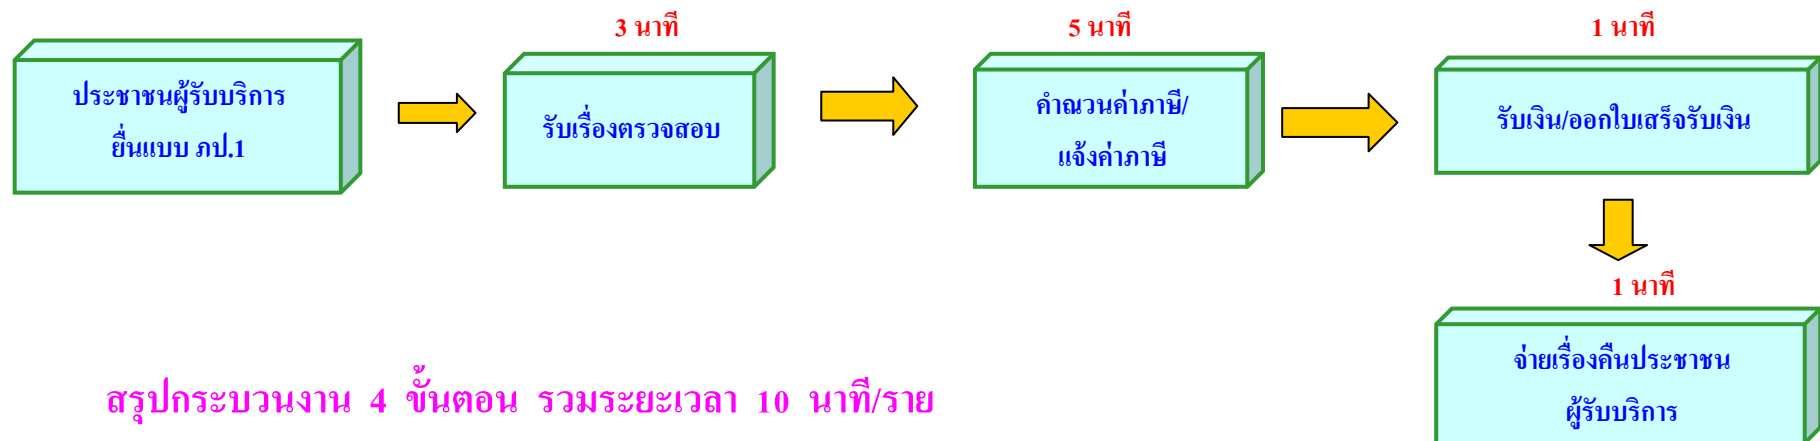 ประชาชนผู้รับบริการ
ยื่นแบบ ภป.1
3 นาที
รับเรื่องตรวจสอบ
5 นาที
คำณวนค่าภาษี/
แจ้งค่าภาษี
1 นาที
รับเงิน/ออกใบเสร็จรับเงิน
1 นาที
จ่ายเรื่องคืนประชาชน
ผู้รับบริการ
สรุปกระบวนงาน 4 ขั้นตอน รวมระยะเวลา 10 นาที/ราย